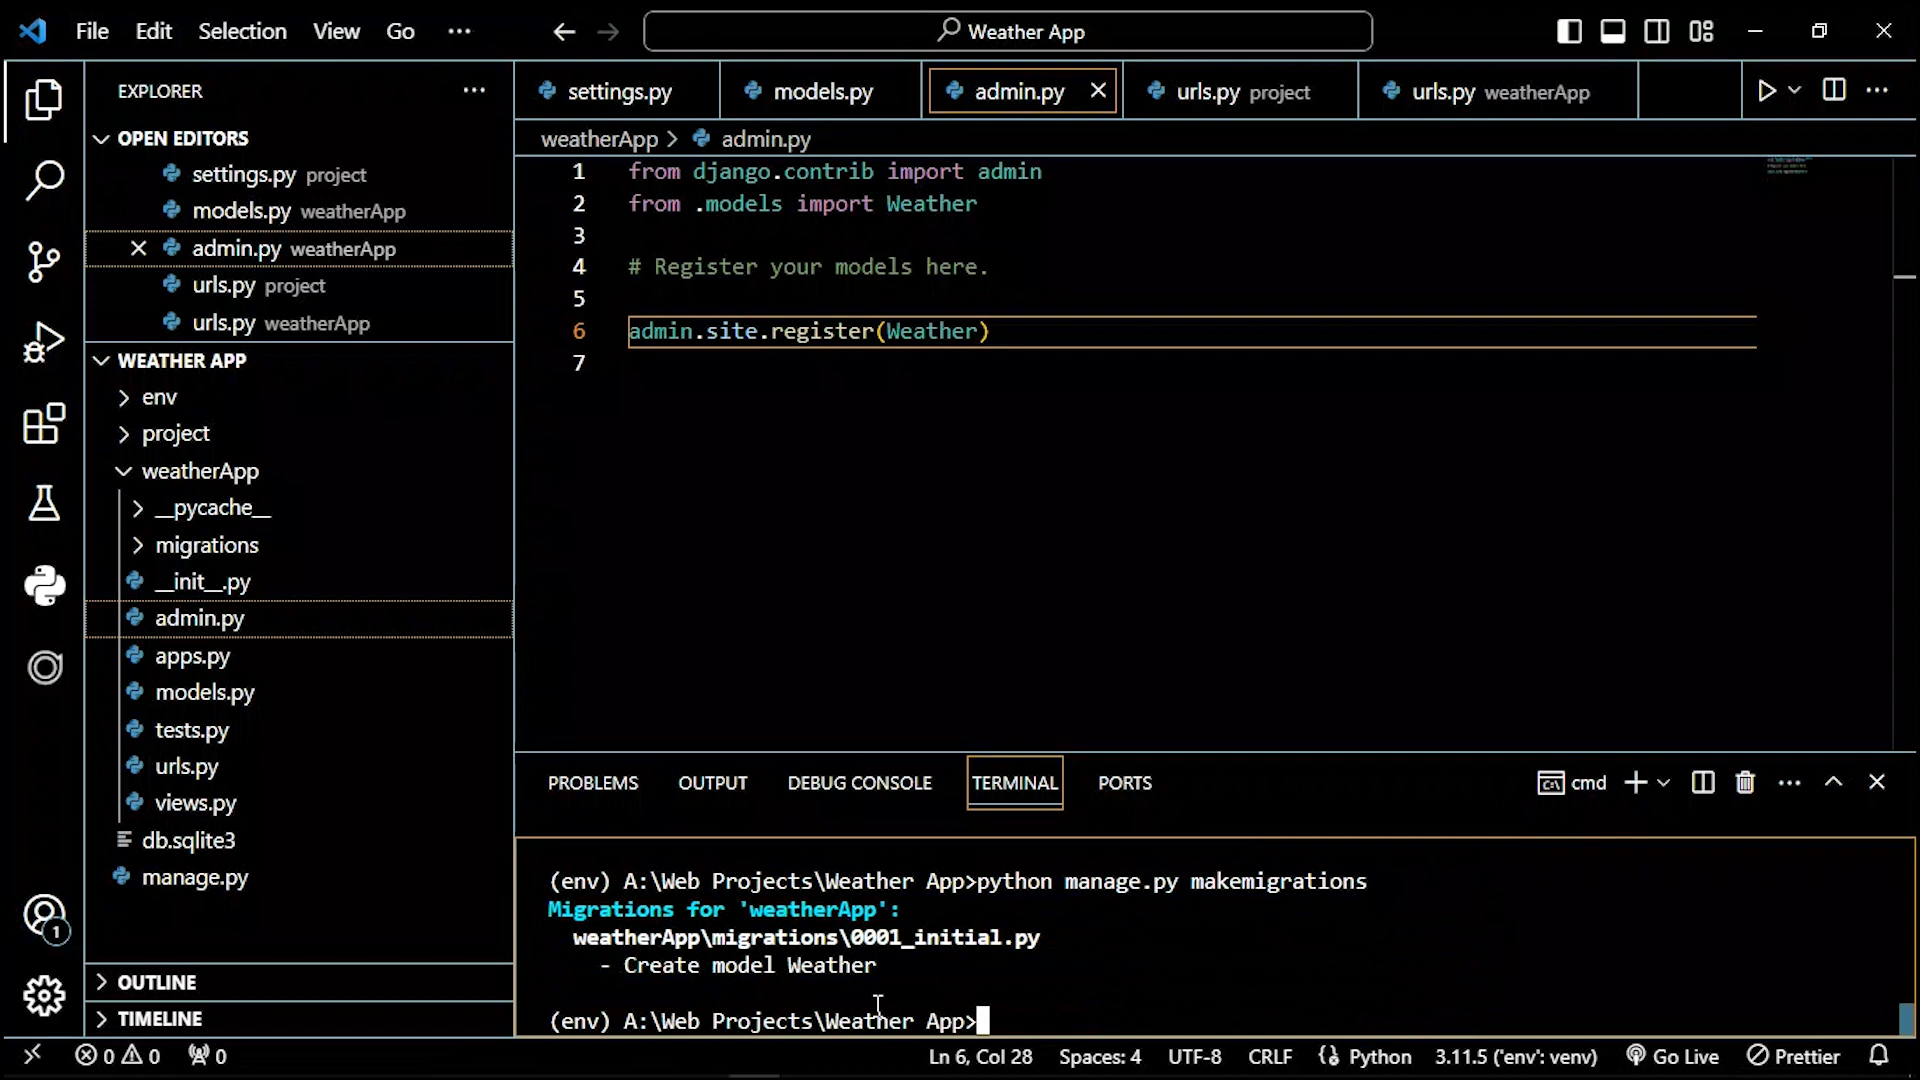 File Edit Selection View Go ··· Weather App
EXPLORER ···
OPEN EDITORS
settings.py project
models.py weatherApp
admin.py weatherApp
urls.py project
urls.py weatherApp
WEATHER APP
env
project
weatherApp
__pycache__
migrations
__init__.py
admin.py
apps.py
models.py
tests.py
urls.py
views.py
db.sqlite3
manage.py
OUTLINE
TIMELINE
settings.py models.py admin.py urls.py project urls.py weatherApp
weatherApp > admin.py
1 from django.contrib import admin
2 from .models import Weather
3
4 # Register your models here.
5
6 admin.site.register(Weather)
7
PROBLEMS OUTPUT DEBUG CONSOLE TERMINAL PORTS cmd
(env) A:\Web Projects\Weather App>python manage.py makemigrations
Migrations for 'weatherApp':
weatherApp\migrations\0001_initial.py
- Create model Weather
(env) A:\Web Projects\Weather App>
1
0 0 0 Ln 6, Col 28 Spaces: 4 UTF-8 CRLF Python 3.11.5 ('env': venv) Go Live Prettier